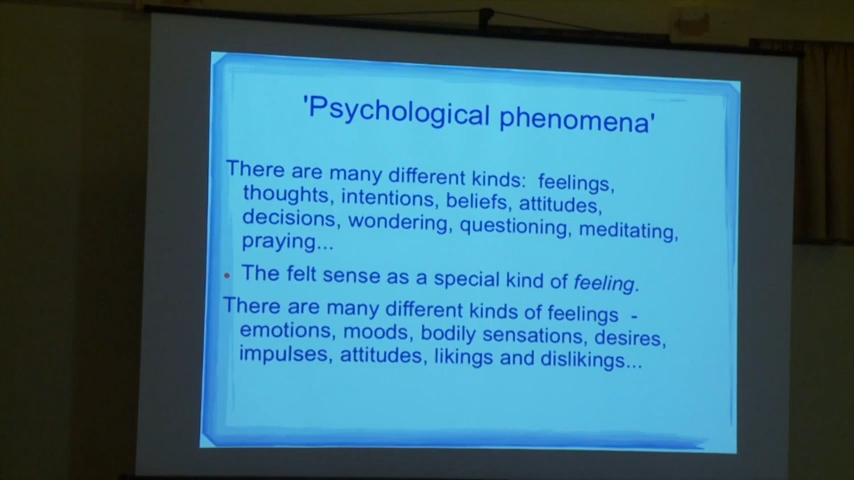 'Psychological phenomena'
There are many different kinds: feelings,
thoughts, intentions, beliefs, attitudes,
decisions, wondering, questioning, meditating,
praying...
• The felt sense as a special kind of feeling.
There are many different kinds of feelings -
emotions, moods, bodily sensations, desires,
impulses, attitudes, likings and dislikings...